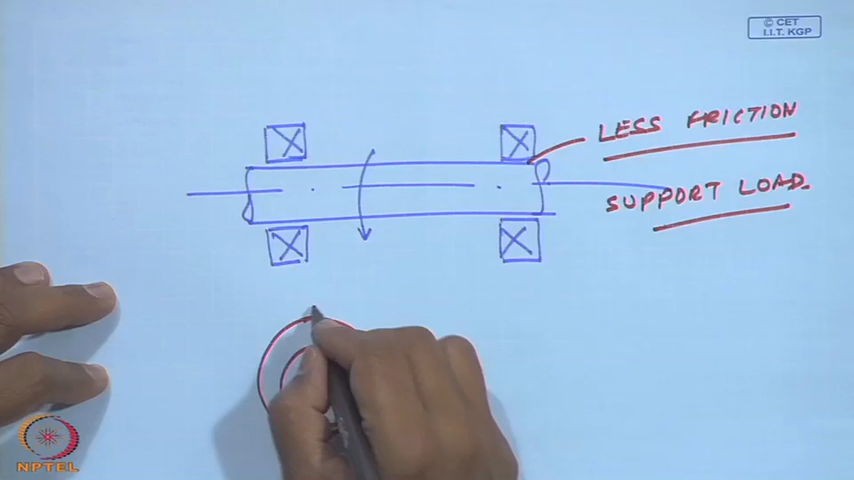 © CET
I.I.T. KGP
LESS FRICTION
SUPPORT LOAD
NPTEL